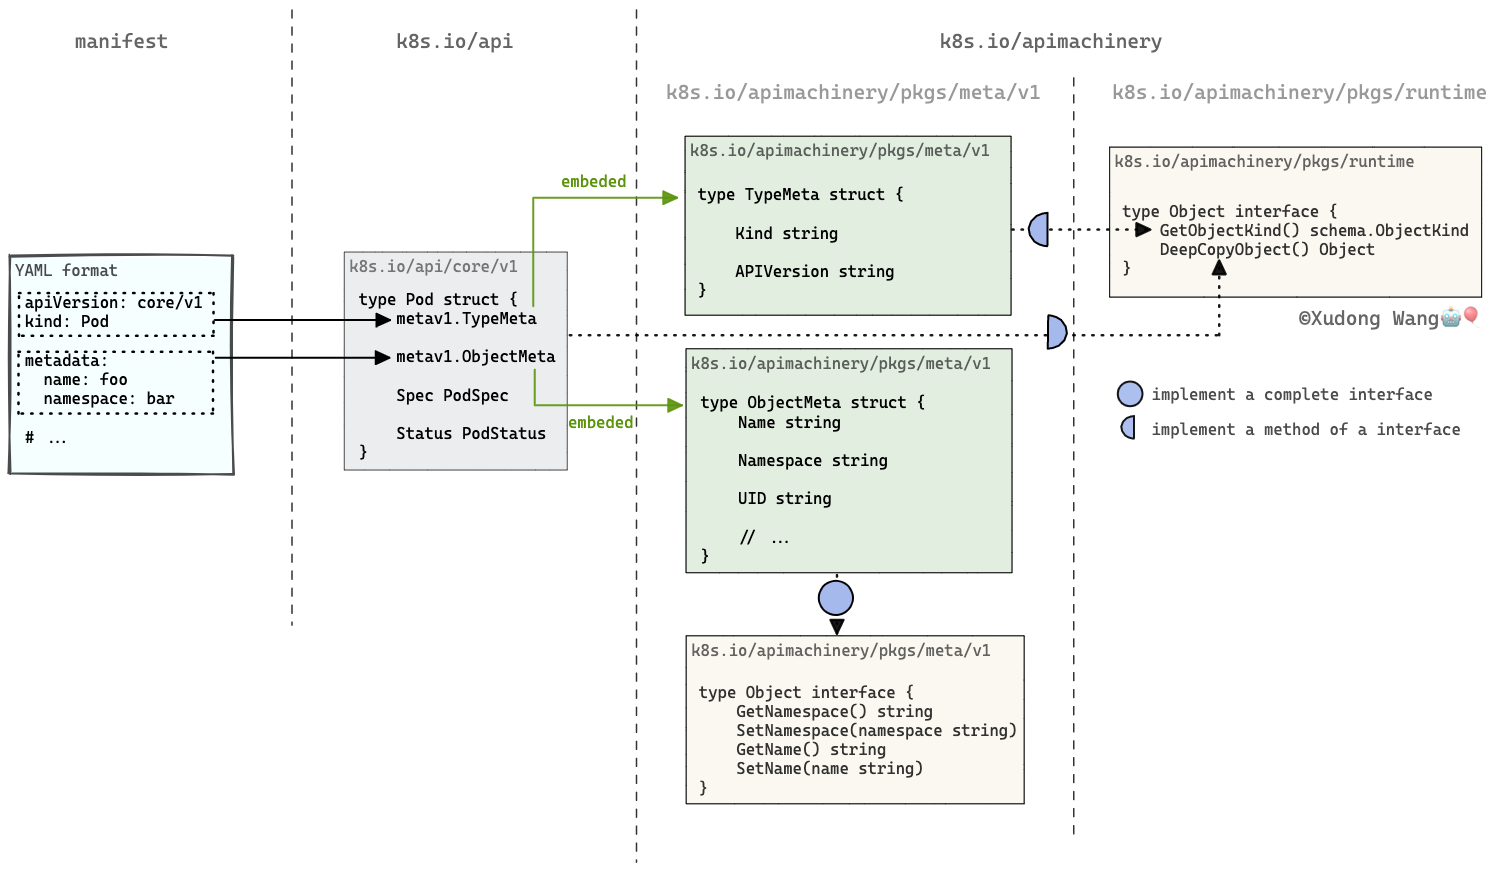 manifest
k8s.io/api
k8s.io/apimachinery
k8s.io/apimachinery/pkgs/meta/v1
k8s.io/apimachinery/pkgs/runtime
YAML format
apiVersion: core/v1
kind: Pod
metadata:
name: foo
namespace: bar
# ...
k8s.io/api/core/v1
type Pod struct {
metav1.TypeMeta
metav1.ObjectMeta
Spec PodSpec
Status PodStatus
}
embeded
embeded
k8s.io/apimachinery/pkgs/meta/v1
type TypeMeta struct {
Kind string
APIVersion string
}
k8s.io/apimachinery/pkgs/meta/v1
type ObjectMeta struct {
Name string
Namespace string
UID string
// ...
}
k8s.io/apimachinery/pkgs/meta/v1
type Object interface {
GetNamespace() string
SetNamespace(namespace string)
GetName() string
SetName(name string)
}
k8s.io/apimachinery/pkgs/runtime
type Object interface {
GetObjectKind() schema.ObjectKind
DeepCopyObject() Object
}
©Xudong Wang🤖🎈
implement a complete interface
implement a method of a interface